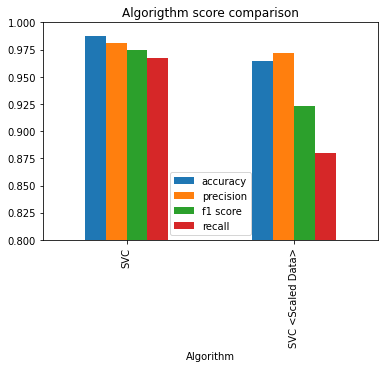 Algorigthm score comparison
1.000
0.975
0.950
0.925
0.900
0.875
0.850
0.825
0.800
accuracy
precision
f1 score
recall
SVC
SVC <Scaled Data>
Algorithm